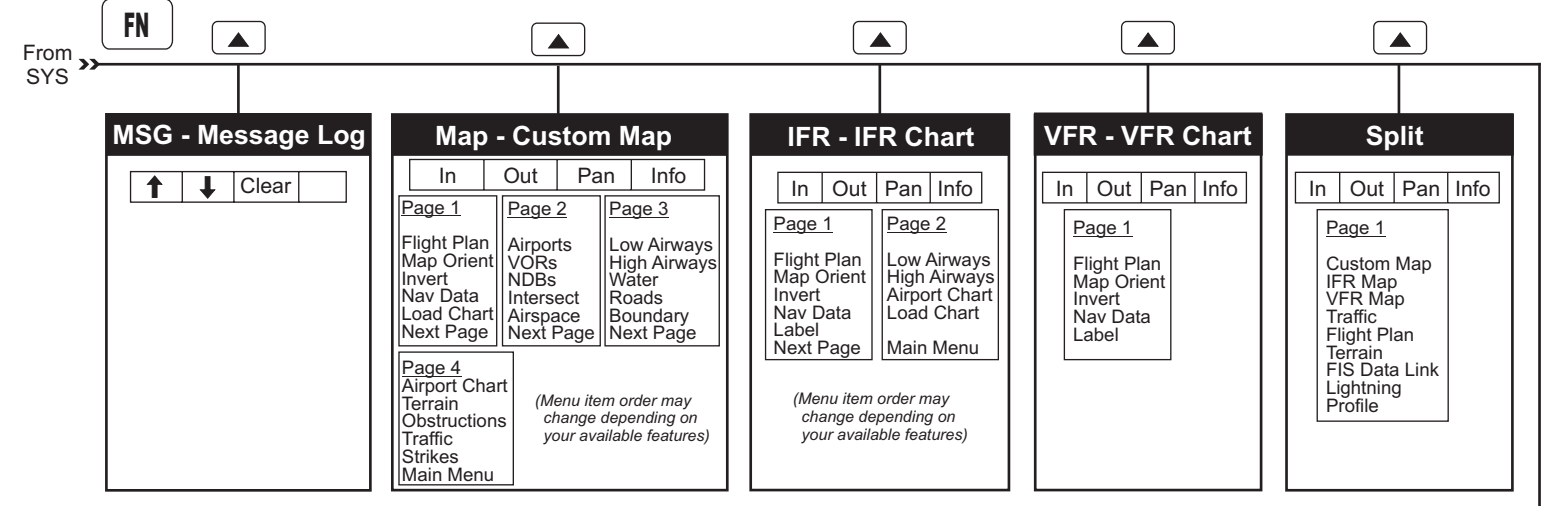 FN
From
SYS
MSG - Message Log
Clear
Map - Custom Map
In Out Pan Info
Page 1
Flight Plan
Map Orient
Invert
Nav Data
Load Chart
Next Page
Page 2
Airports
VORs
NDBs
Intersect
Airspace
Next Page
Page 3
Low Airways
High Airways
Water
Roads
Boundary
Next Page
Page 4
Airport Chart
Terrain
Obstructions
Traffic
Strikes
Main Menu
(Menu item order may
change depending on
your available features)
IFR - IFR Chart
In Out Pan Info
Page 1
Flight Plan
Map Orient
Invert
Nav Data
Label
Next Page
Page 2
Low Airways
High Airways
Airport Chart
Load Chart
Main Menu
(Menu item order may
change depending on
your available features)
VFR - VFR Chart
In Out Pan Info
Page 1
Flight Plan
Map Orient
Invert
Nav Data
Label
Split
In Out Pan Info
Page 1
Custom Map
IFR Map
VFR Map
Traffic
Flight Plan
Terrain
FIS Data Link
Lightning
Profile